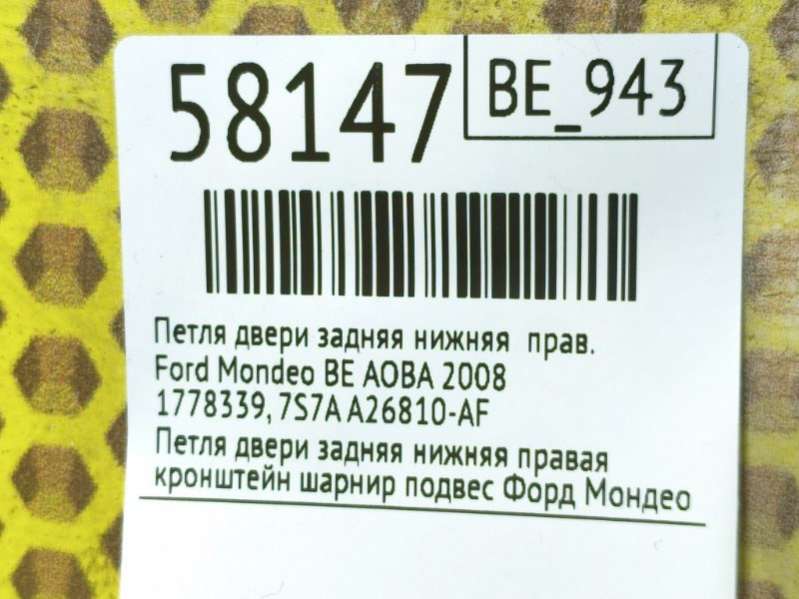 58147
BE_943
Петля двери задняя нижняя прав.
Ford Mondeo BE AOBA 2008
1778339, 7S7A A26810-AF
Петля двери задняя нижняя правая
кронштейн шарнир подвес Форд Мондео